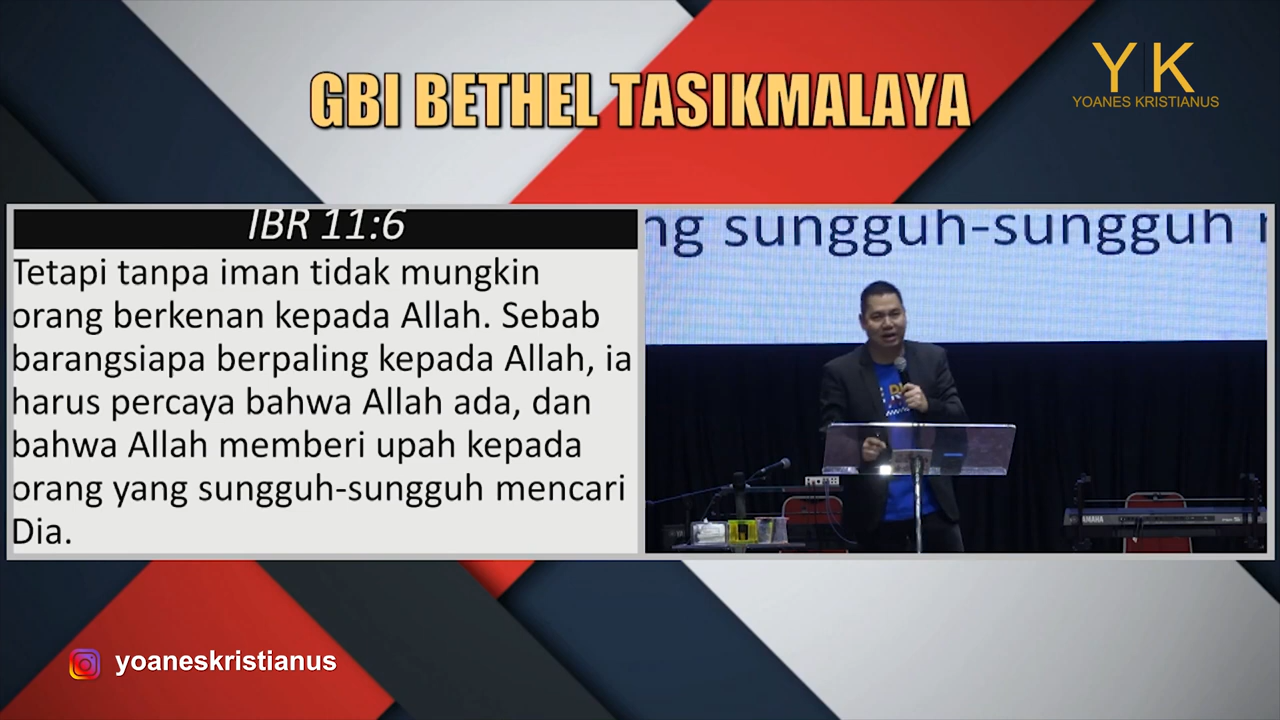 GBI BETHEL TASIKMALAYA
YK
YOANES KRISTIANUS
IBR 11:6
Tetapi tanpa iman tidak mungkin
orang berkenan kepada Allah. Sebab
barangsiapa berpaling kepada Allah, ia
harus percaya bahwa Allah ada, dan
bahwa Allah memberi upah kepada
orang yang sungguh-sungguh mencari
Dia.
ng sungguh-sungguh
YAMAHA
yoaneskristianus